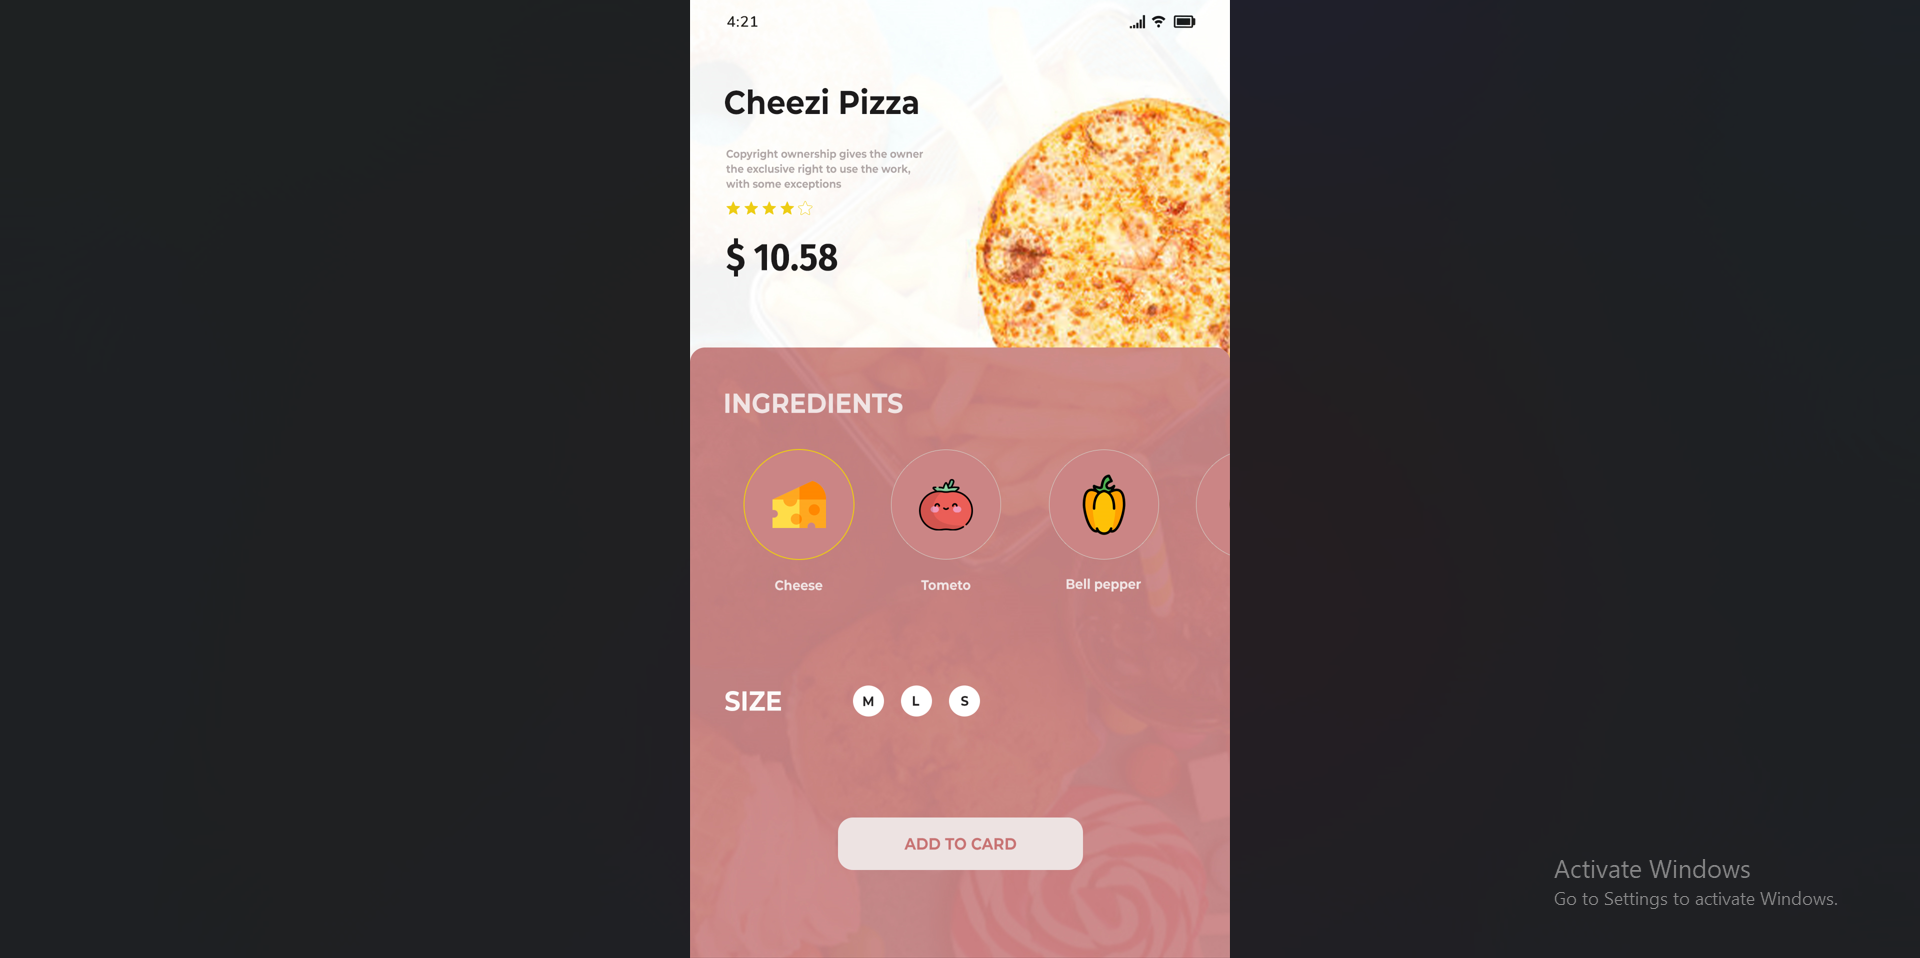 4:21
Cheezi Pizza
Copyright ownership gives the owner
the exclusive right to use the work,
with some exceptions
$ 10.58
INGREDIENTS
Cheese
Tometo
Bell pepper
SIZE
M
L
S
ADD TO CARD
Activate Windows
Go to Settings to activate Windows.